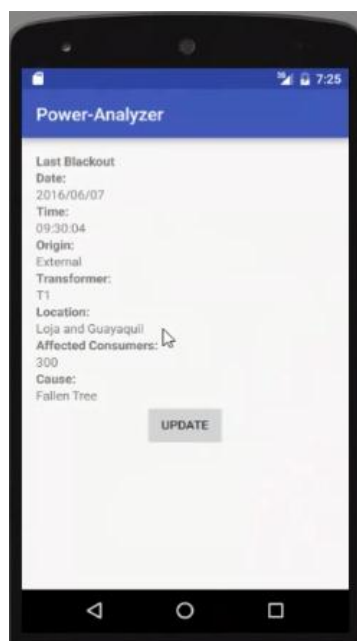 7:25
Power-Analyzer
Last Blackout
Date:
2016/06/07
Time:
09:30:04
Origin:
External
Transformer:
T1
Location:
Loja and Guayaquil
Affected Consumers:
300
Cause:
Fallen Tree
UPDATE